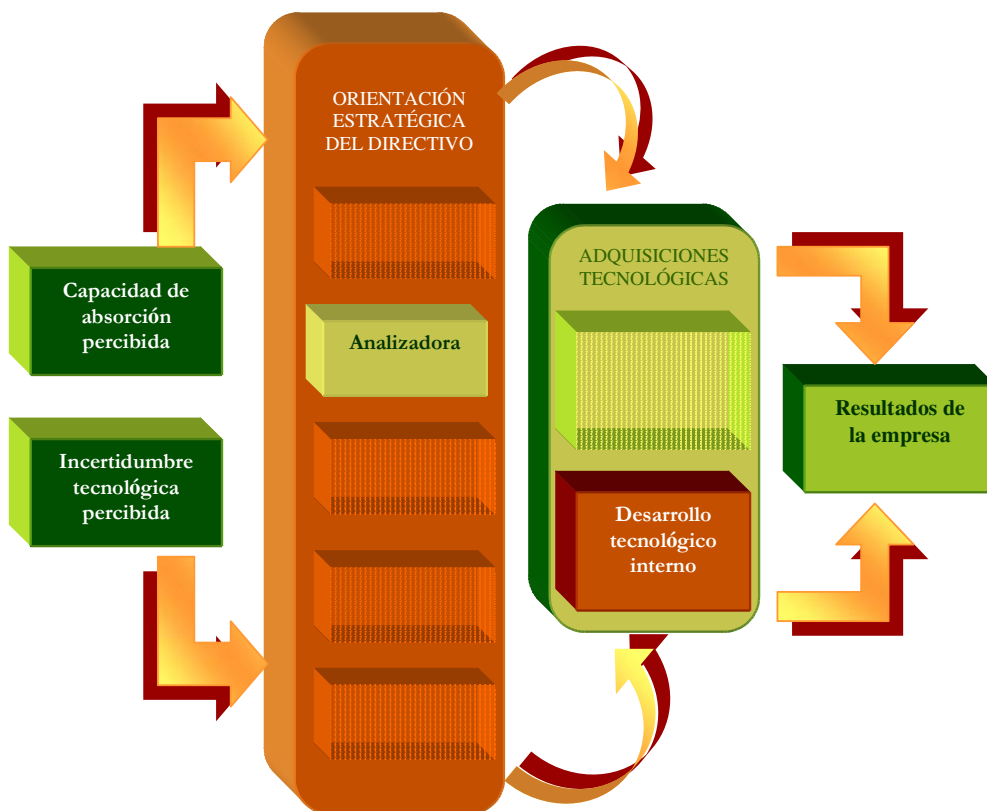 ORIENTACIÓN
ESTRATÉGICA
DEL DIRECTIVO
Capacidad de
absorción
percibida
Analizadora
Incertidumbre
tecnológica
percibida
ADQUISICIONES
TECNOLÓGICAS
Desarrollo
tecnológico
interno
Resultados de
la empresa